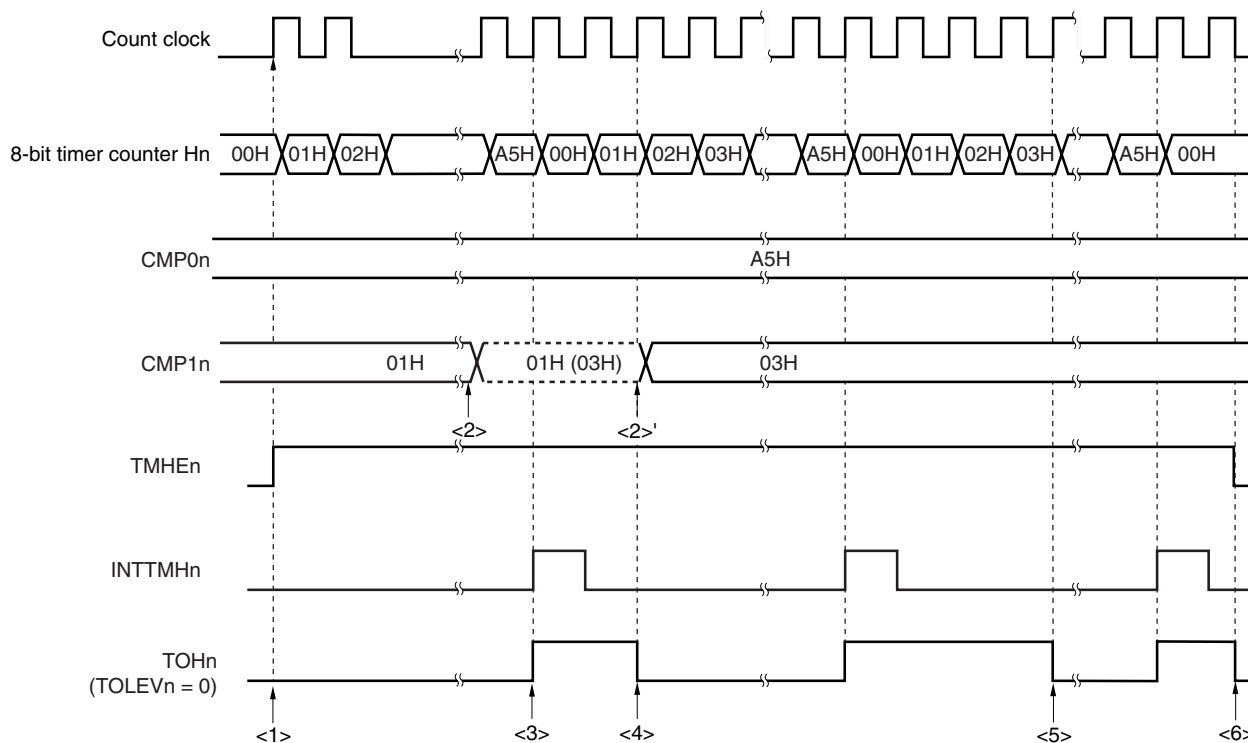 Count clock
8-bit timer counter Hn 00H 01H 02H A5H 00H 01H 02H 03H A5H 00H 01H 02H 03H A5H 00H
CMP0n A5H
CMP1n 01H 01H (03H) 03H
<2> <2>'
TMHEn
INTTMHn
TOHn
(TOLEVn = 0)
<1> <3> <4> <5> <6>